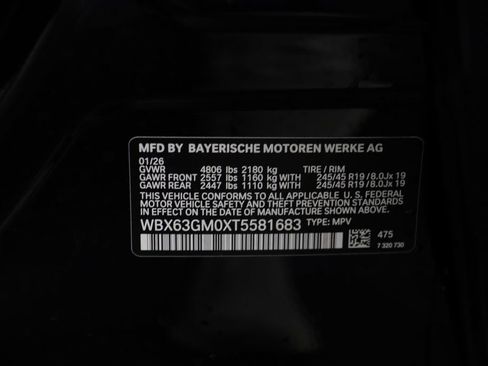 MFD BY BAYERISCHE MOTOREN WERKE AG
01/26
GVWR 4806 lbs 2180 kg TIRE / RIM
GAWR FRONT 2557 lbs 1160 kg WITH 245/45 R19 / 8.0Jx 19
GAWR REAR 2447 lbs 1110 kg WITH 245/45 R19 / 8.0Jx 19
THIS VEHICLE CONFORMS TO ALL APPLICABLE U. S. FEDERAL
MOTOR VEHICLE SAFETY AND THEFT PREVENTION STANDARDS
IN EFFECT ON THE DATE OF MANUFACTURE SHOWN ABOVE.
WBX63GM0XT5581683 TYPE: MPV
475
7 320 730